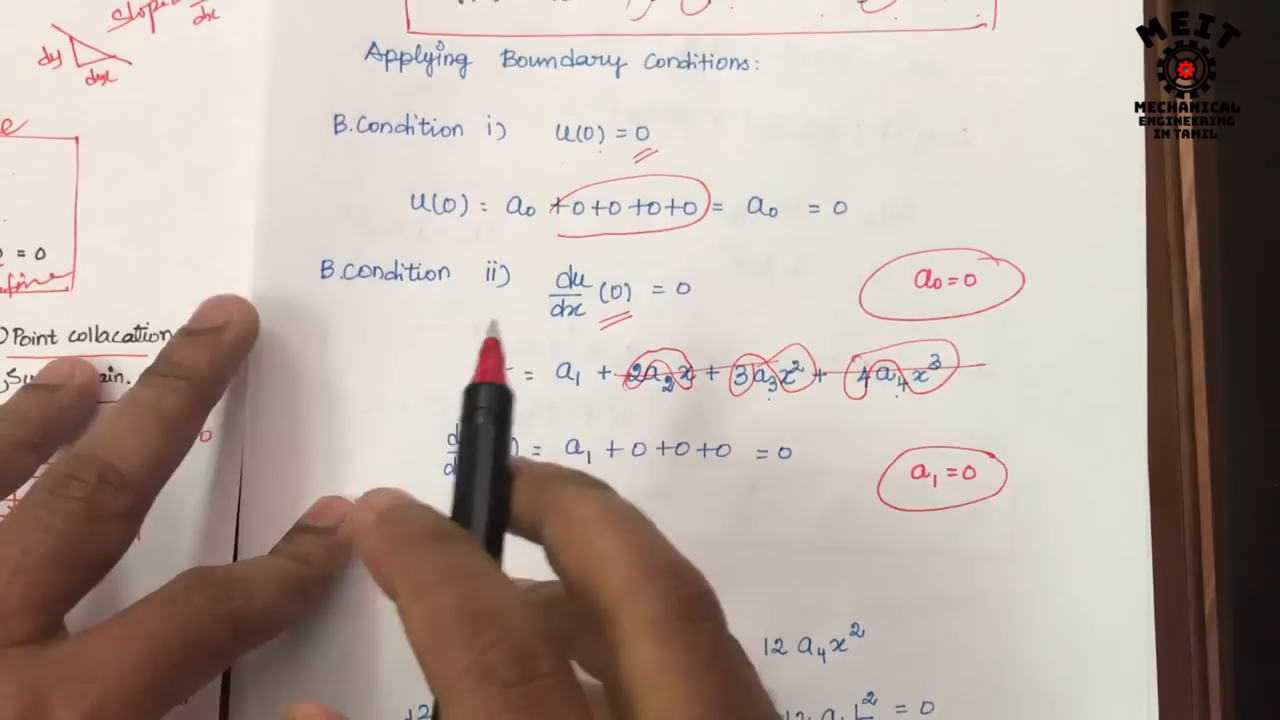 slope
dx
dy
dx
= 0
Point collacation
Applying Boundary Conditions:
B.Condition i) u(0) = 0
u(0) = a₀ +0+0+0+0 = a₀ = 0
B.Condition ii) du/dx (0) = 0
a₀=0
= a₁ + 2a₂x + 3a₃x² + 4a₄x³
= a₁ + 0 + 0 + 0 = 0
a₁=0
12 a₄x²
= 0
MEIT
MECHANICAL
ENGINEERING
IN TAMIL